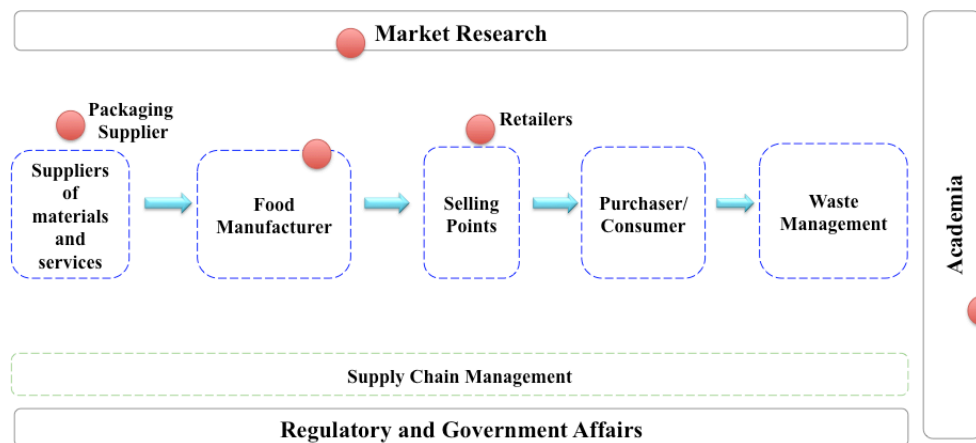 Market Research
Packaging
Supplier
Retailers
Suppliers
of
materials
and
services
Food
Manufacturer
Selling
Points
Purchaser/
Consumer
Waste
Management
Academia
Supply Chain Management
Regulatory and Government Affairs